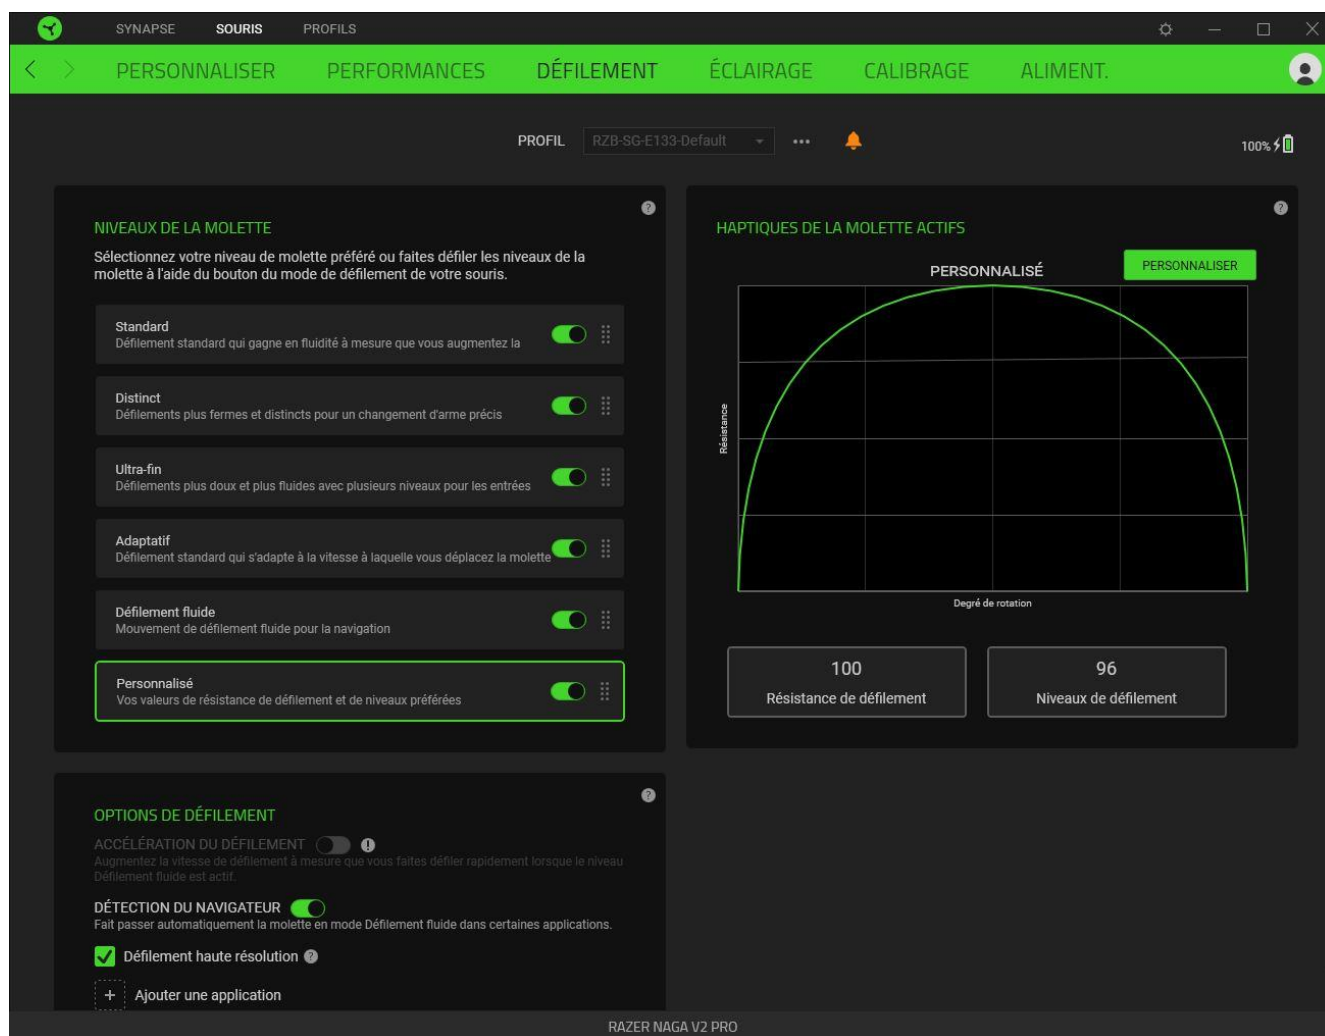 SYNAPSE SOURIS PROFILS
PERSONNALISER PERFORMANCES DÉFILEMENT ÉCLAIRAGE CALIBRAGE ALIMENT.
PROFIL RZB-SG-E133-Default
100%
NIVEAUX DE LA MOLETTE
Sélectionnez votre niveau de molette préféré ou faites défiler les niveaux de la
molette à l'aide du bouton du mode de défilement de votre souris.
Standard
Défilement standard qui gagne en fluidité à mesure que vous augmentez la
Distinct
Défilements plus fermes et distincts pour un changement d'arme précis
Ultra-fin
Défilements plus doux et plus fluides avec plusieurs niveaux pour les entrées
Adaptatif
Défilement standard qui s'adapte à la vitesse à laquelle vous déplacez la molette
Défilement fluide
Mouvement de défilement fluide pour la navigation
Personnalisé
Vos valeurs de résistance de défilement et de niveaux préférées
HAPTIQUES DE LA MOLETTE ACTIFS
PERSONNALISER
PERSONNALISÉ
Résistance
Degré de rotation
100
Résistance de défilement
96
Niveaux de défilement
OPTIONS DE DÉFILEMENT
ACCÉLÉRATION DU DÉFILEMENT
Augmentez la vitesse de défilement à mesure que vous faites défiler rapidement lorsque le niveau
Défilement fluide est actif.
DÉTECTION DU NAVIGATEUR
Fait passer automatiquement la molette en mode Défilement fluide dans certaines applications.
Défilement haute résolution
Ajouter une application
RAZER NAGA V2 PRO